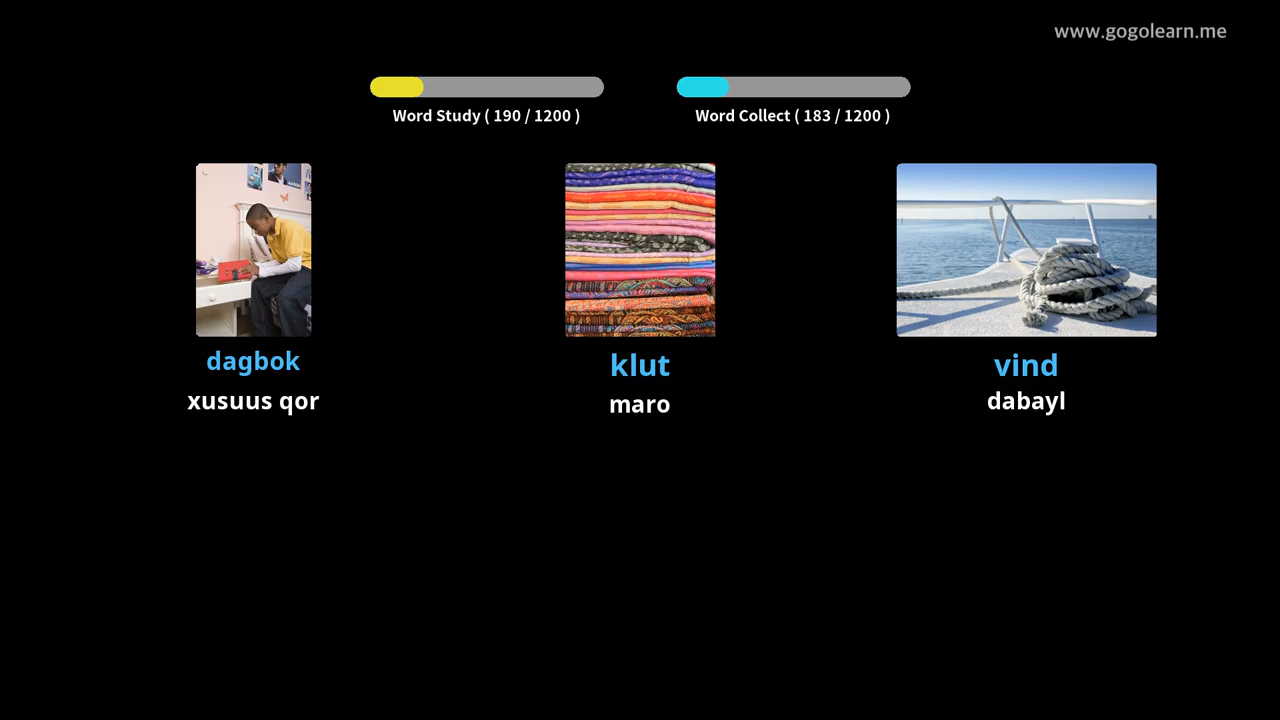 www.gogolearn.me
Word Study ( 190 / 1200 )
Word Collect ( 183 / 1200 )
dagbok
klut
vind
xusuus qor
maro
dabayl